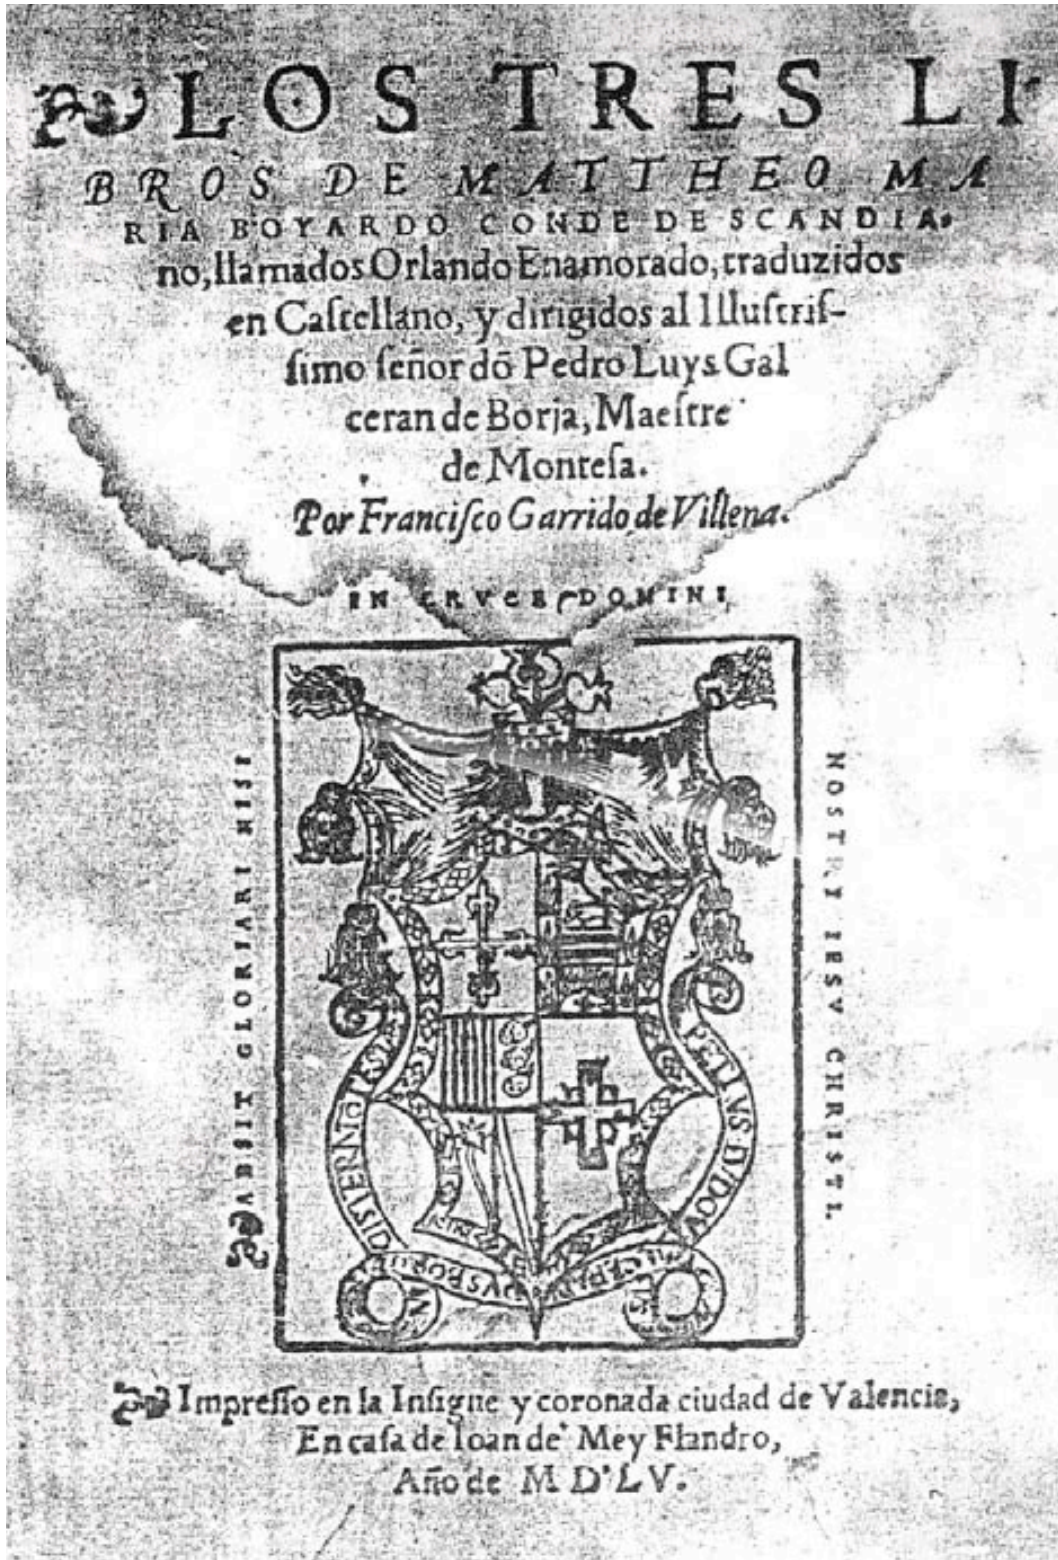 LOS TRES LI-
BROS DE MATTHEO MA
RIA BOYARDO CONDE DE SCANDIA-
no, llamados Orlando Enamorado, traduzidos
en Caſtellano, y dirigidos al Illuſtriſ-
ſimo ſeñor dõ Pedro Luys Gal
ceran de Borja, Maeſtre
de Monteſa.
Por Franciſco Garrido de Villena.
IN CRVCE DOMINI
ABSIT GLORIARI NISI
NOSTRI IESV CHRISTI.
Impreſſo en la Inſigne y coronada ciudad de Valencia,
En caſa de Ioan de Mey Flandro,
Año de M D LV.